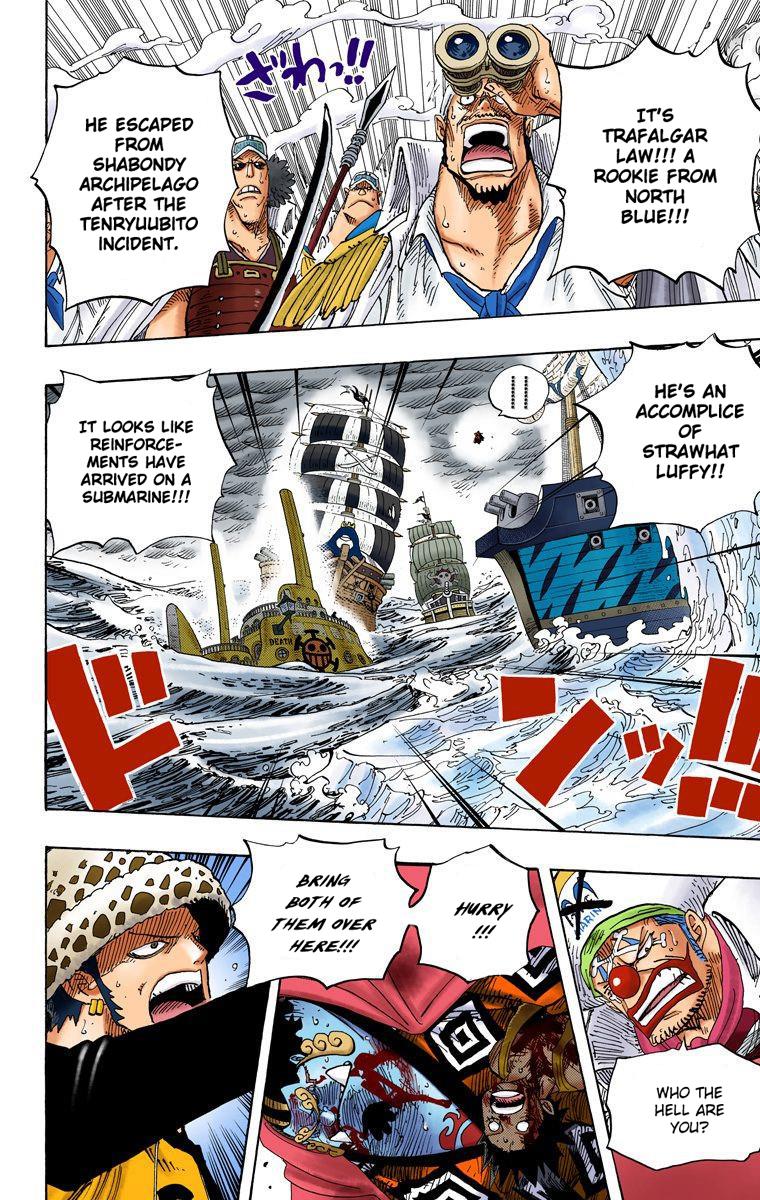 IT'S
TRAFALGAR
LAW!!! A
ROOKIE FROM
NORTH
BLUE!!!
ざわっ!!
HE ESCAPED
FROM
SHABONDY
ARCHIPELAGO
AFTER THE
TENRYUUBITO
INCIDENT.
HE'S AN
ACCOMPLICE
OF
STRAWHAT
LUFFY!!
IT LOOKS LIKE
REINFORCE-
MENTS HAVE
ARRIVED ON A
SUBMARINE!!!
DEATH
ドンッ!!!
BRING
BOTH OF
THEM OVER
HERE!!!
HURRY
!!!
MARIN
WHO THE
HELL ARE
YOU?